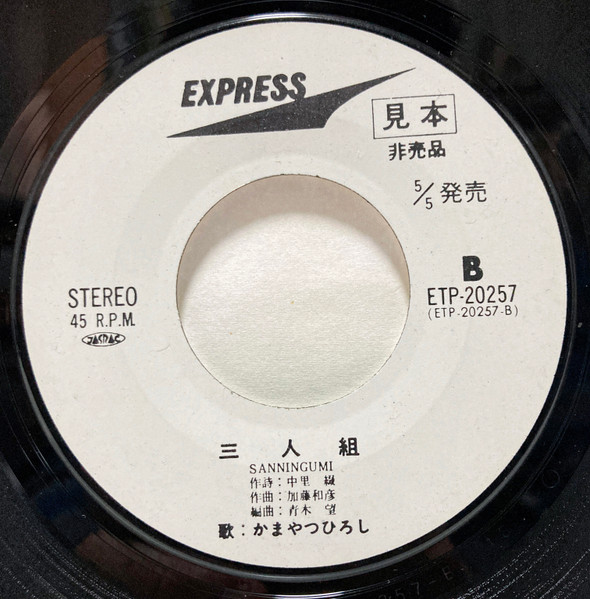 EXPRESS
見本
非売品
5/5 発売
B
STEREO
ETP-20257
45 R.P.M.
(ETP-20257-B)
JASRAC
三人組
SANNINGUMI
作詩：中里 綴
作曲：加藤和彦
編曲：青木 望
歌：かまやつひろし